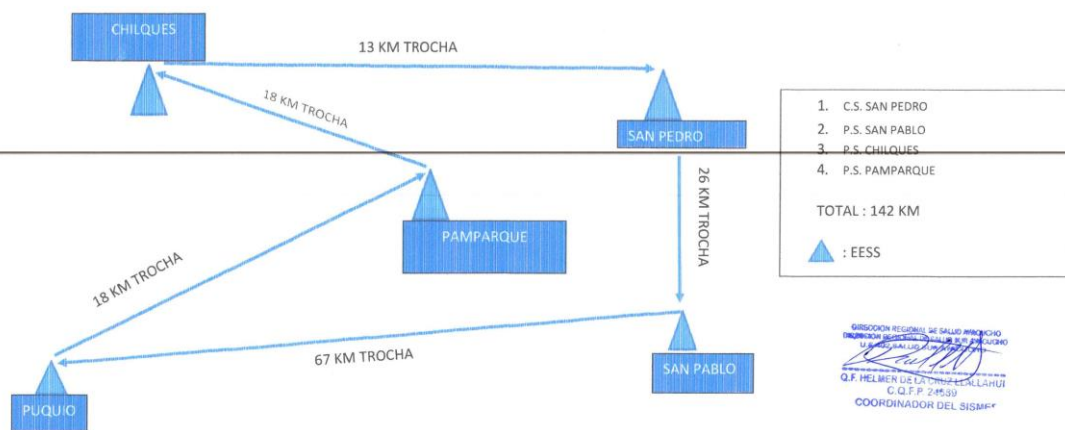 CHILQUES
13 KM TROCHA
18 KM TROCHA
SAN PEDRO
1. C.S. SAN PEDRO
2. P.S. SAN PABLO
3. P.S. CHILQUES
4. P.S. PAMPARQUE
TOTAL : 142 KM
: EESS
PAMPARQUE
26 KM TROCHA
18 KM TROCHA
67 KM TROCHA
SAN PABLO
PUQUIO
DIRECCION REGIONAL DE SALUD AYACUCHO
Q.F. HELMER DE LA CRUZ LLALLAHUI
C.Q.F.P. 24589
COORDINADOR DEL SISMED